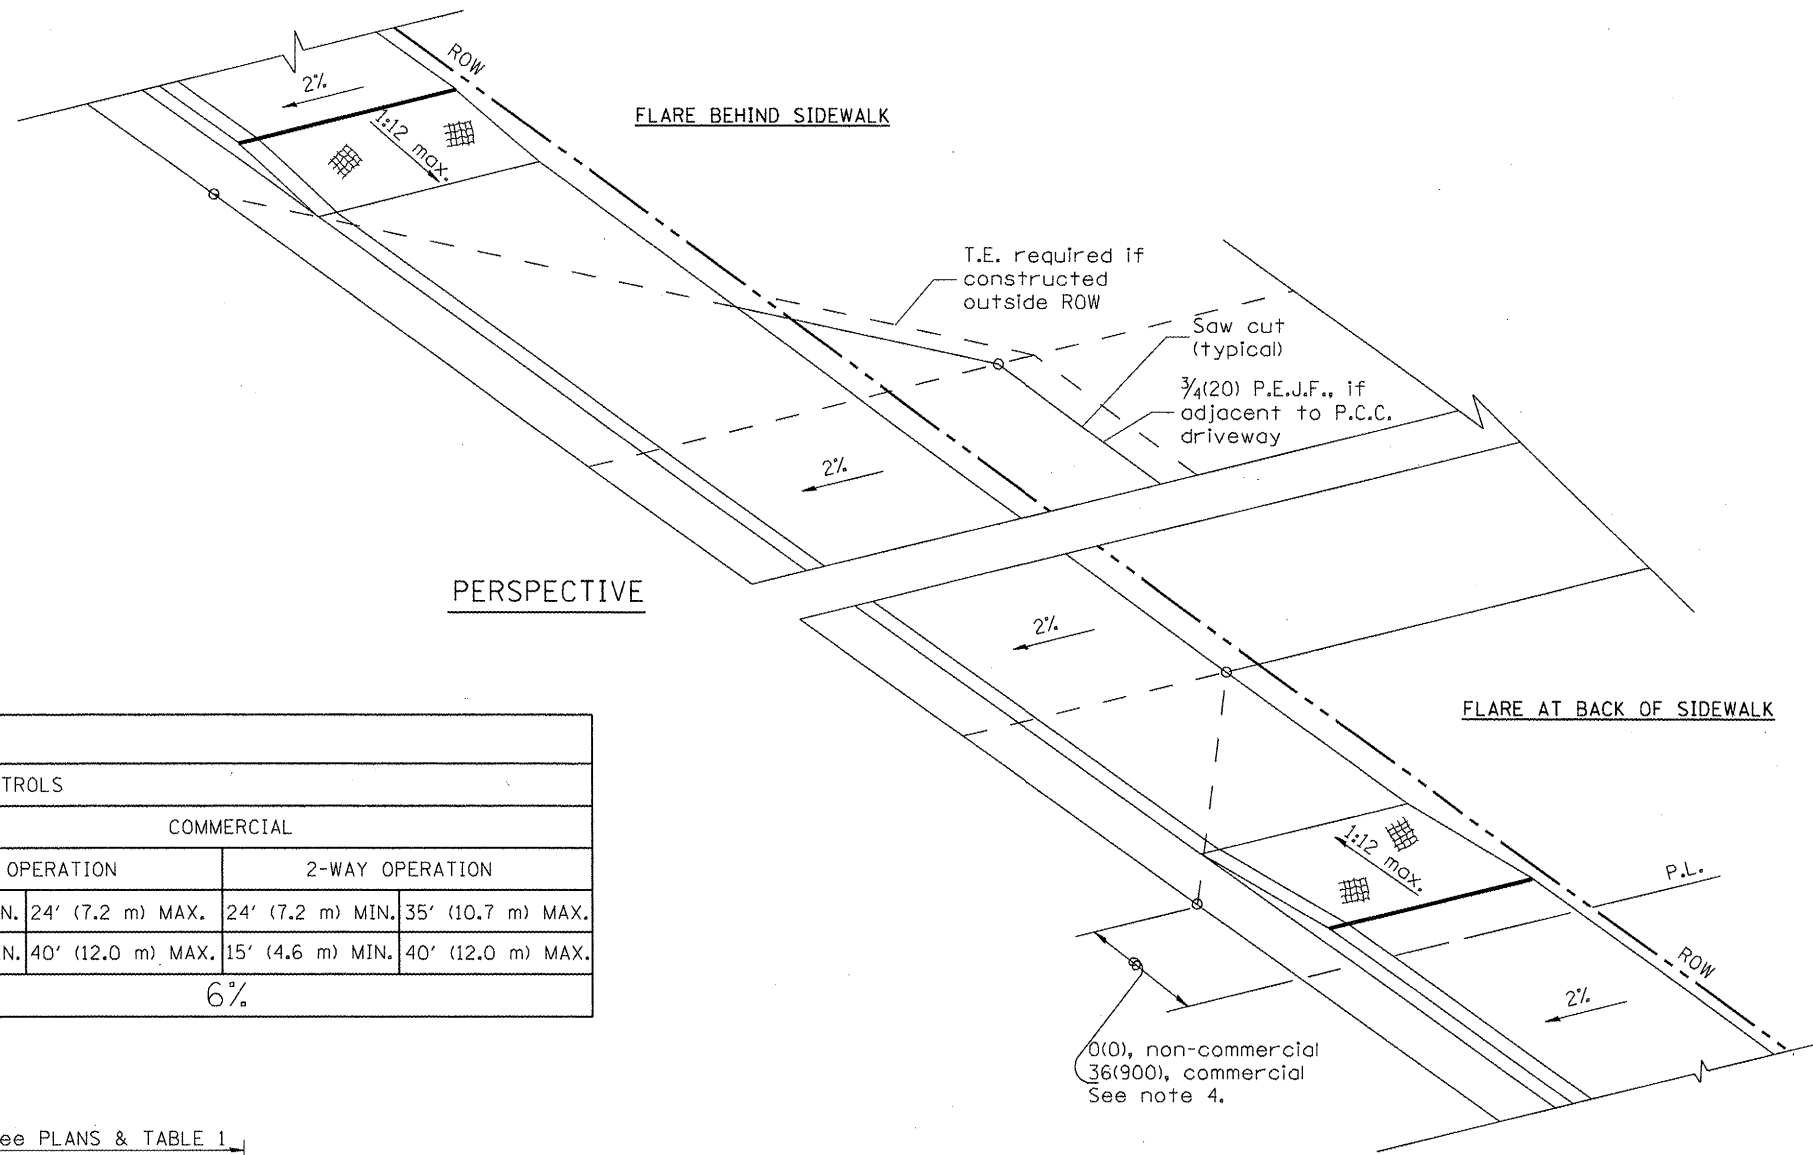 ROW
2%
FLARE BEHIND SIDEWALK
1:12 max.
T.E. required if
constructed
outside ROW
Saw cut
(typical)
3/4(20) P.E.J.F., if
adjacent to P.C.C.
driveway
2%
PERSPECTIVE
2%
FLARE AT BACK OF SIDEWALK
TROLS
COMMERCIAL
OPERATION
2-WAY OPERATION
N.
24' (7.2 m) MAX.
24' (7.2 m) MIN.
35' (10.7 m) MAX.
N.
40' (12.0 m) MAX.
15' (4.6 m) MIN.
40' (12.0 m) MAX.
6%
1:12 max.
P.L.
ROW
2%
0(0), non-commercial
36(900), commercial
See note 4.
ee PLANS & TABLE 1